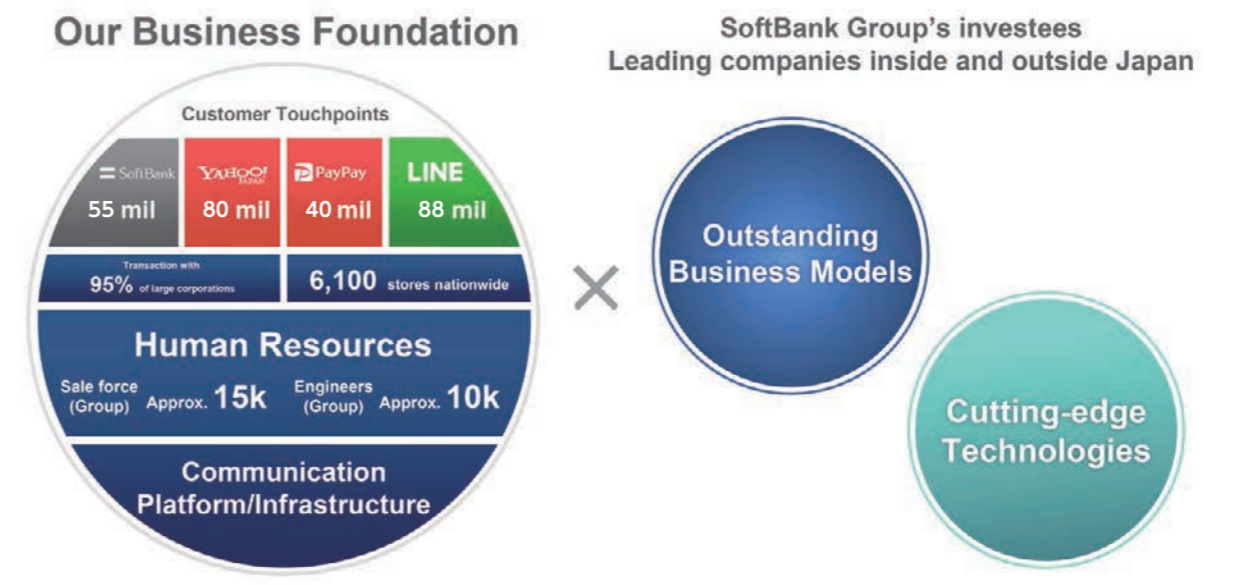 Our Business Foundation
Customer Touchpoints
SoftBank
YAHOO!
JAPAN
PayPay
LINE
55 mil
80 mil
40 mil
88 mil
Transaction with
95% of large corporations
6,100 stores nationwide
Human Resources
Sale force
(Group) Approx. 15k
Engineers
(Group) Approx. 10k
Communication
Platform/Infrastructure
×
SoftBank Group's investees
Leading companies inside and outside Japan
Outstanding
Business Models
Cutting-edge
Technologies